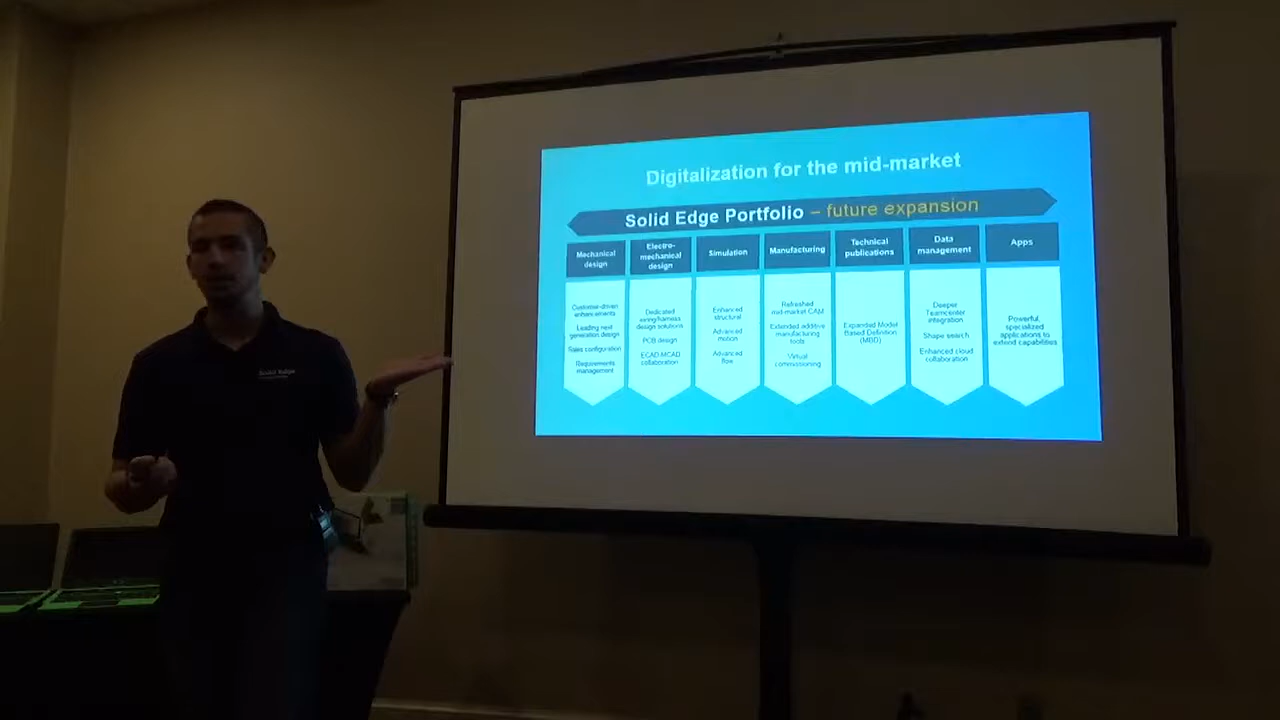 Digitalization for the mid-market
Solid Edge Portfolio – future expansion
Mechanical
design
Electro-
mechanical
design
Simulation
Manufacturing
Technical
publications
Data
management
Apps
Customer-driven
enhancements
Leading next
generation design
Sales configuration
Requirements
management
Dedicated
wiring/harness
design solutions
PCB design
ECAD-MCAD
collaboration
Enhanced
structural
Advanced
motion
Advanced
flow
Refreshed
mid-market CAM
Extended additive
manufacturing
tools
Virtual
commissioning
Expanded Model
Based Definition
(MBD)
Deeper
Teamcenter
integration
Shape search
Enhanced cloud
collaboration
Powerful,
specialized
applications to
extend capabilities
Solid Edge